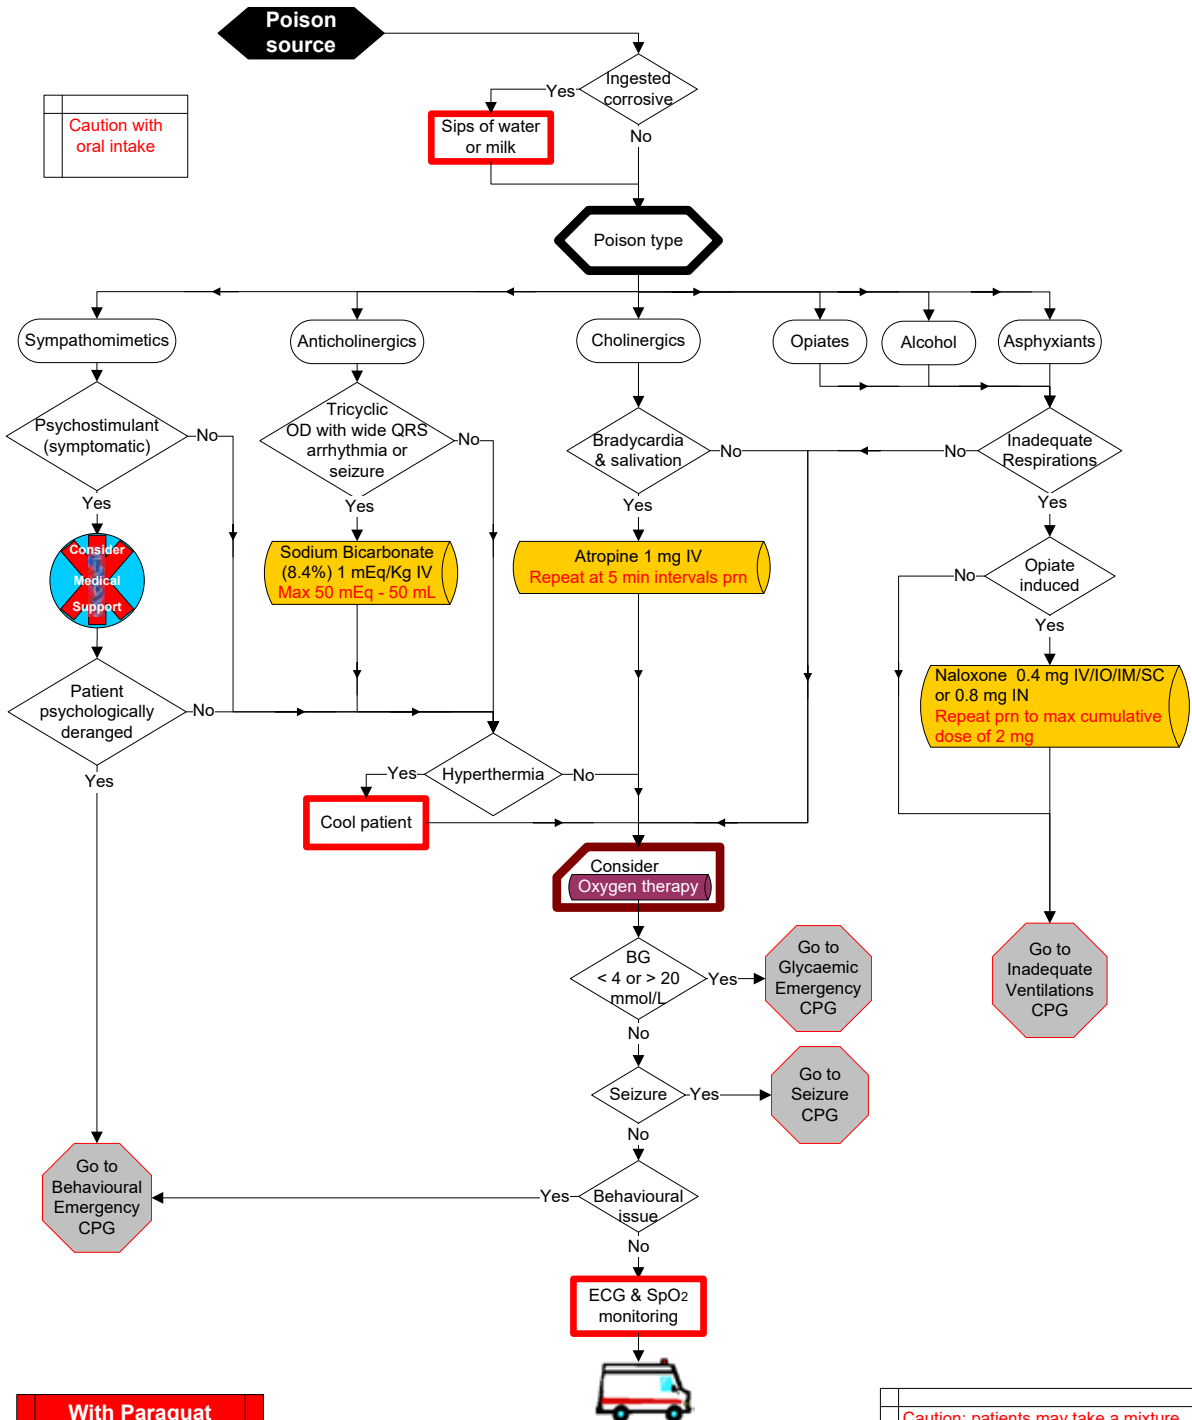 Poison
source
Ingested
corrosive
Yes
No
Caution with
oral intake
Sips of water
or milk
Poison type
Sympathomimetics
Anticholinergics
Cholinergics
Opiates
Alcohol
Asphyxiants
Psychostimulant
(symptomatic)
No
Yes
Tricyclic
OD with wide QRS
arrhythmia or
seizure
No
Yes
Bradycardia
& salivation
No
Yes
Inadequate
Respirations
No
Yes
Consider
Medical
Support
Sodium Bicarbonate
(8.4%) 1 mEq/Kg IV
Max 50 mEq - 50 mL
Atropine 1 mg IV
Repeat at 5 min intervals prn
Opiate
induced
No
Yes
Naloxone 0.4 mg IV/IO/IM/SC
or 0.8 mg IN
Repeat prn to max cumulative
dose of 2 mg
Patient
psychologically
deranged
No
Yes
Hyperthermia
Yes
No
Cool patient
Consider
Oxygen therapy
BG
< 4 or > 20
mmol/L
Yes
No
Go to
Glycaemic
Emergency
CPG
Go to
Inadequate
Ventilations
CPG
Seizure
Yes
No
Go to
Seizure
CPG
Behavioural
issue
Yes
No
Go to
Behavioural
Emergency
CPG
ECG & SpO2
monitoring
With Paraquat
Caution: patients may take a mixture